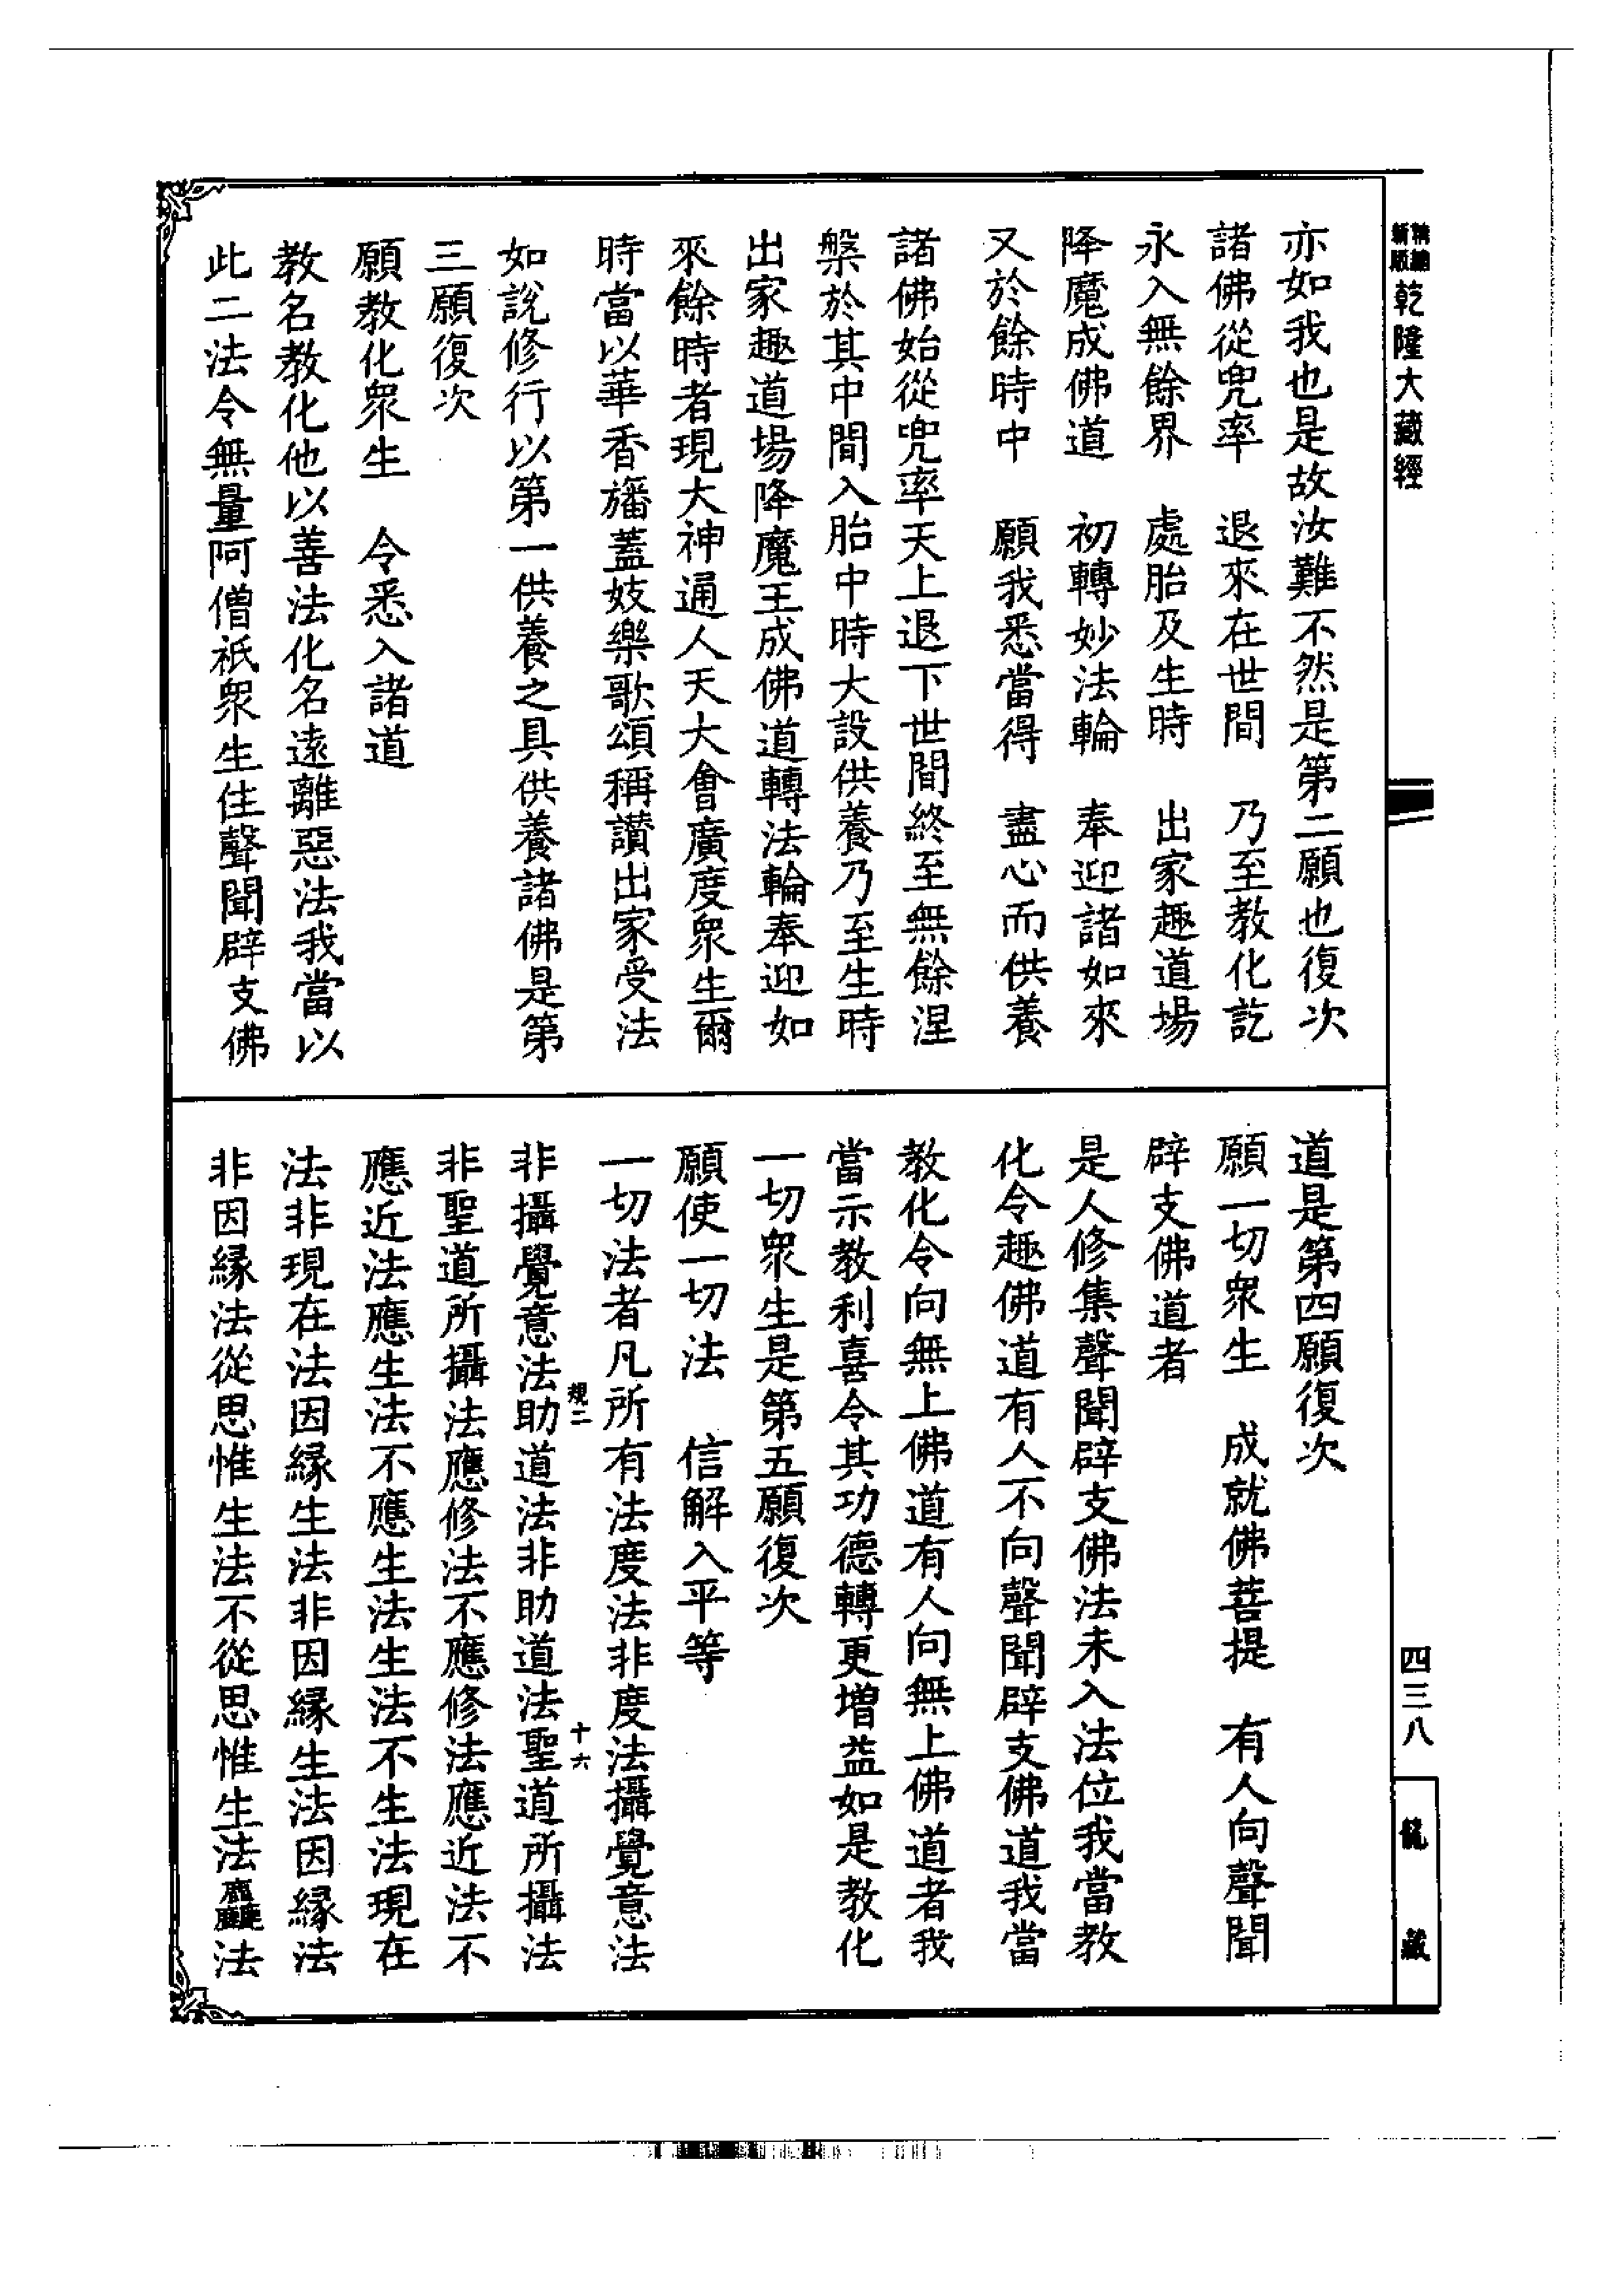 乾隆大藏經
亦如我也是故汝難不然是第二願也復次
諸佛從兜率　退來在世間　乃至教化訖
永入無餘界　處胎及生時　出家趣道場
降魔成佛道　初轉妙法輪　奉迎諸如來
又於餘時中　願我悉當得　盡心而供養
諸佛始從兜率天上退下世間終至無餘涅
槃於其中間入胎中時大設供養乃至生時
出家趣道場降魔王成佛道轉法輪奉迎如
來餘時者現大神通人天大會廣度眾生爾
時當以華香旛蓋妓樂歌頌稱讚出家受法
如說修行以第一供養之具供養諸佛是第
三願復次
願教化眾生　令悉入諸道
教名教化他以善法化名遠離惡法我當以
此二法令無量阿僧祇眾生住聲聞辟支佛
道是第四願復次
願一切眾生　成就佛菩提　有人向聲聞
辟支佛道者
是人修集聲聞辟支佛法未入法位我當教
化令趣佛道有人不向聲聞辟支佛道我當
教化令向無上佛道有人向無上佛道者我
當示教利喜令其功德轉更增益如是教化
一切眾生是第五願復次
願使一切法　信解入平等
一切法者凡所有法度法非度法攝覺意法
規二　十六
非攝覺意法助道法非助道法聖道所攝法
非聖道所攝法應修法不應修法應近法不
應近法應生法不應生法生法不生法現在
法非現在法因緣生法非因緣生法因緣法
非因緣法從思惟生法不從思惟生法法
四三八
龍藏